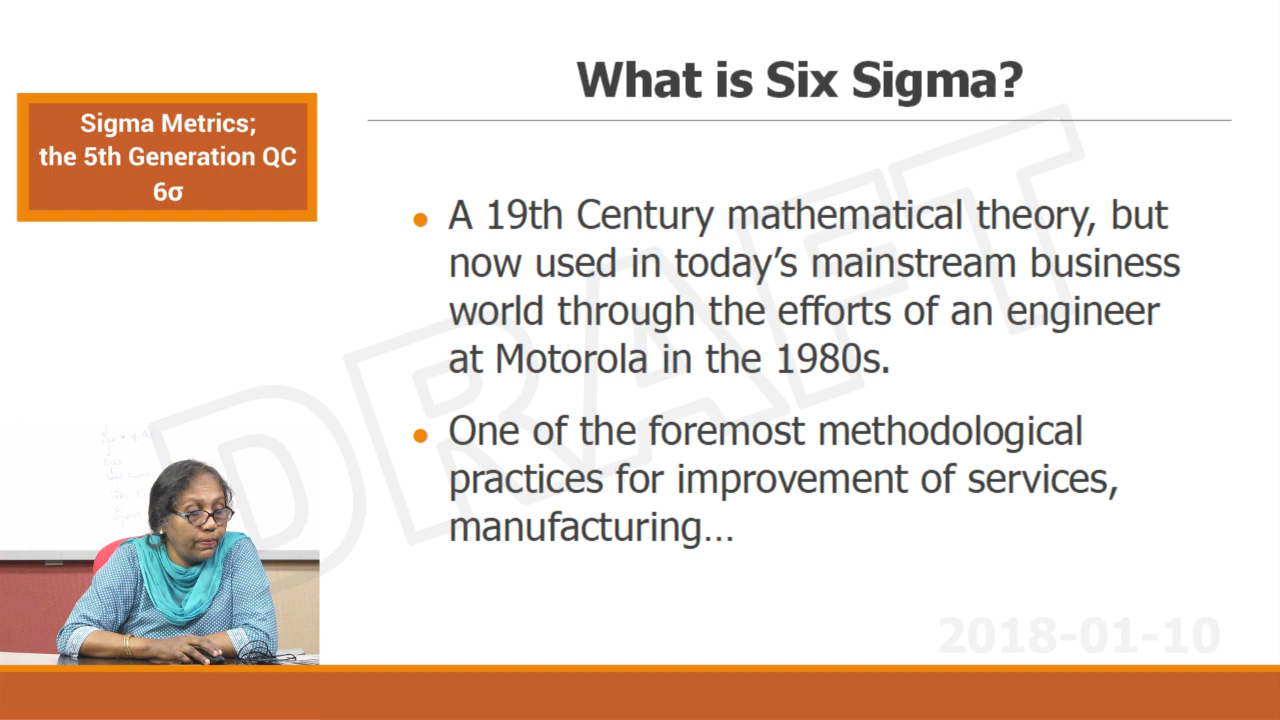 What is Six Sigma?
Sigma Metrics;
the 5th Generation QC
6σ
• A 19th Century mathematical theory, but
now used in today’s mainstream business
world through the efforts of an engineer
at Motorola in the 1980s.
• One of the foremost methodological
practices for improvement of services,
manufacturing…
DRAFT
2018-01-10